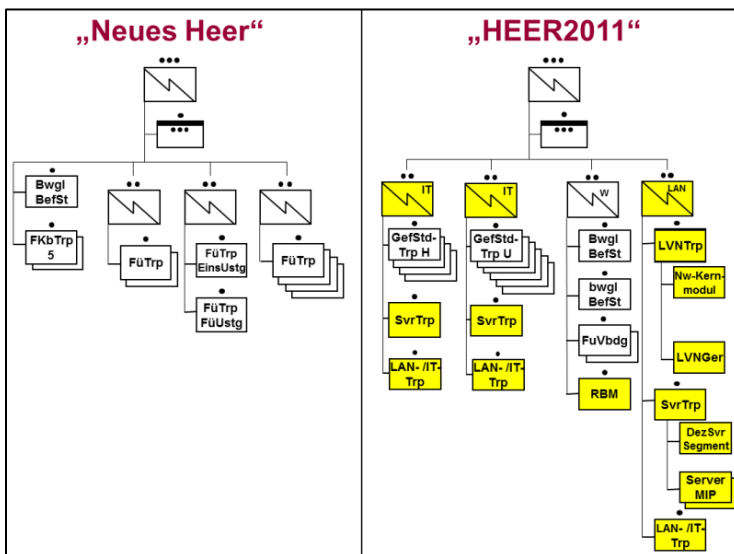 „Neues Heer“
Bwgl
BefSt
FKbTrp
5
FüTrp
FüTrp
EinsUstg
FüTrp
FüUstg
FüTrp
„HEER2011“
IT
GefStd-
Trp H
SvrTrp
LAN- /IT-
Trp
IT
GefStd-
Trp U
SvrTrp
LAN- /IT-
Trp
W
Bwgl
BefSt
bwgl
BefSt
FuVbdg
RBM
LAN
LVNTrp
Nw-Kern-
modul
LVNGer
SvrTrp
DezSvr
Segment
Server
MIP
LAN- /IT-
Trp